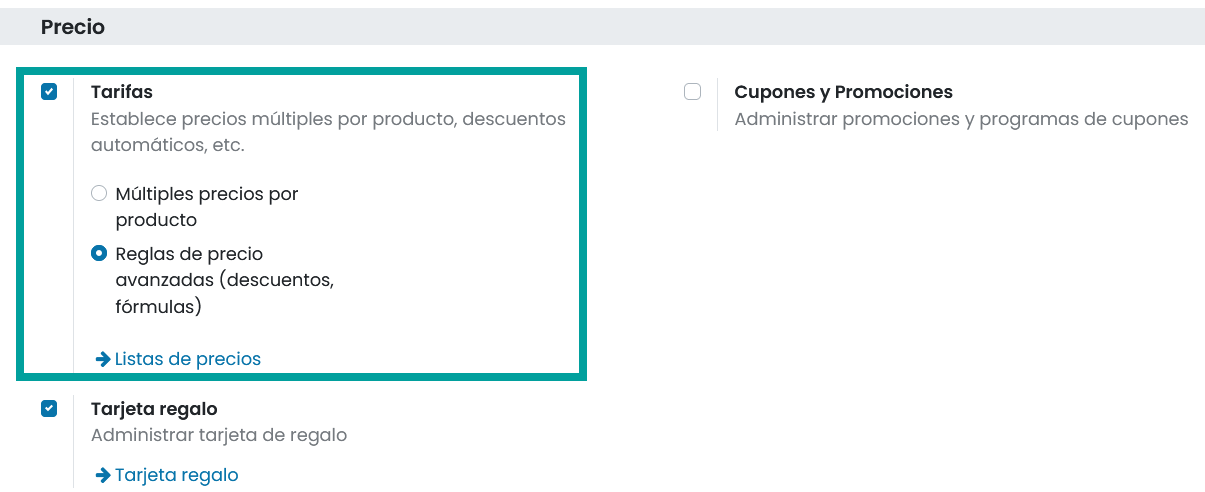 Precio
Tarifas
Establece precios múltiples por producto, descuentos
automáticos, etc.
Múltiples precios por
producto
Reglas de precio
avanzadas (descuentos,
fórmulas)
Listas de precios
Cupones y Promociones
Administrar promociones y programas de cupones
Tarjeta regalo
Administrar tarjeta de regalo
Tarjeta regalo